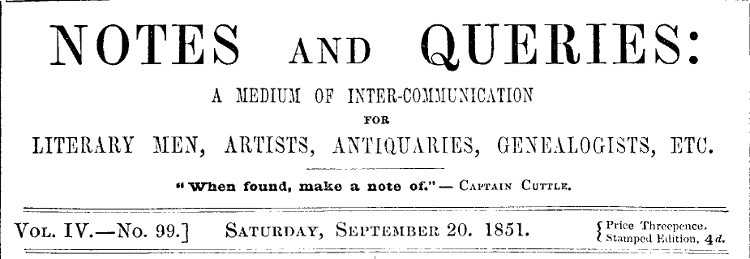 NOTES AND QUERIES:
A MEDIUM OF INTER-COMMUNICATION
FOR
LITERARY MEN, ARTISTS, ANTIQUARIES, GENEALOGISTS, ETC.
"When found, make a note of."— CAPTAIN CUTTLE.
VOL. IV.—No. 99.] SATURDAY, SEPTEMBER 20. 1851. { Price Threepence.
Stamped Edition, 4d.